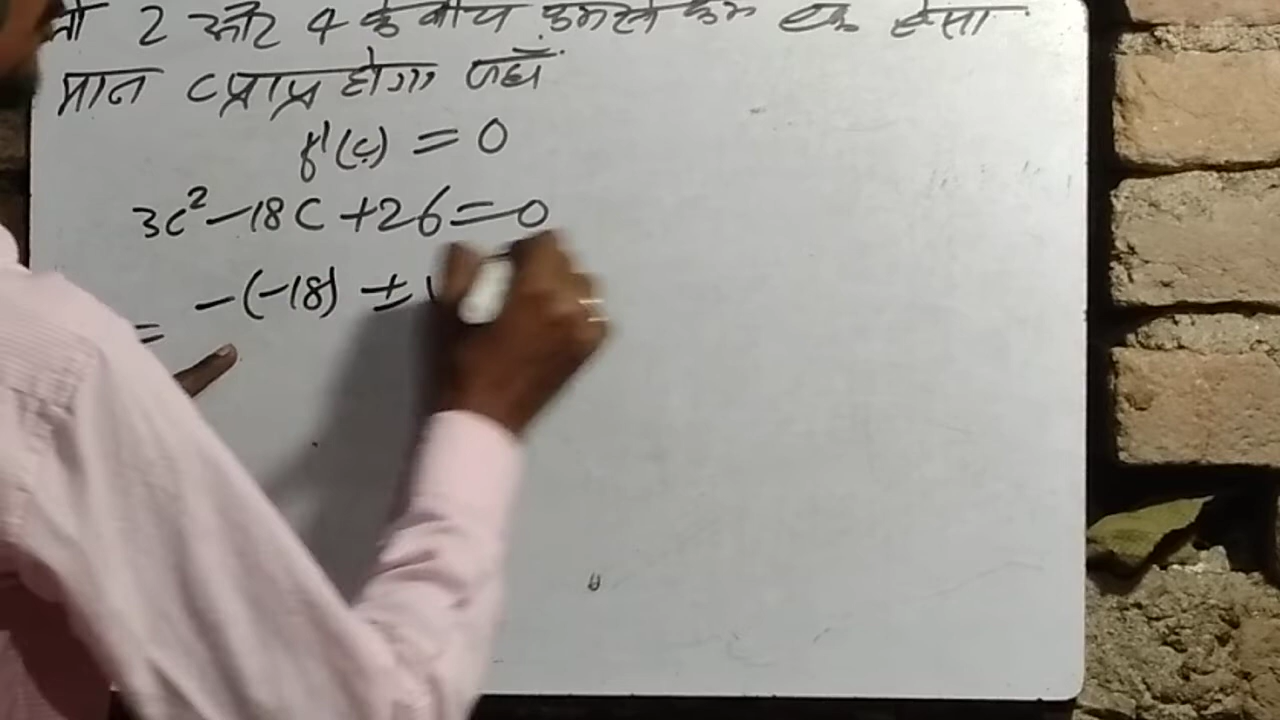 तो 2 और 4 के बीच कम से कम एक ऐसा
मान C प्राप्त होगा जहाँ
f'(c) = 0
3c² - 18c + 26 = 0
= -(-18) ±